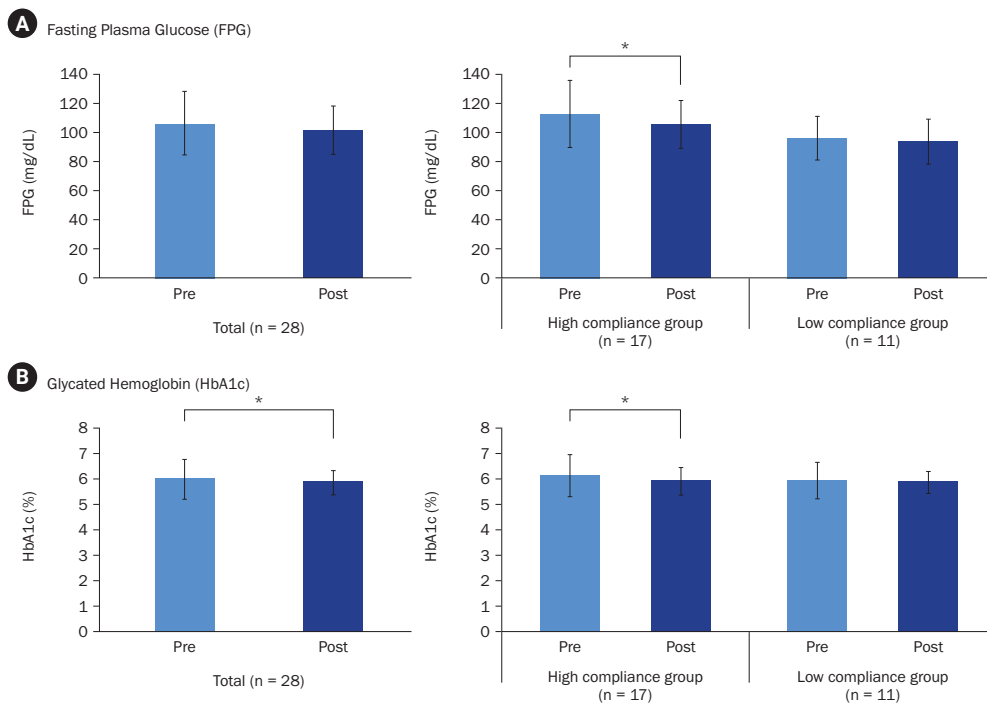 A Fasting Plasma Glucose (FPG)
140
120
100
80
60
40
20
0
FPG (mg/dL)
Pre
Post
Total (n = 28)
*
140
120
100
80
60
40
20
0
FPG (mg/dL)
Pre
Post
Pre
Post
High compliance group
(n = 17)
Low compliance group
(n = 11)
B Glycated Hemoglobin (HbA1c)
*
8
7
6
5
4
3
2
1
0
HbA1c (%)
Pre
Post
Total (n = 28)
*
8
7
6
5
4
3
2
1
0
HbA1c (%)
Pre
Post
Pre
Post
High compliance group
(n = 17)
Low compliance group
(n = 11)